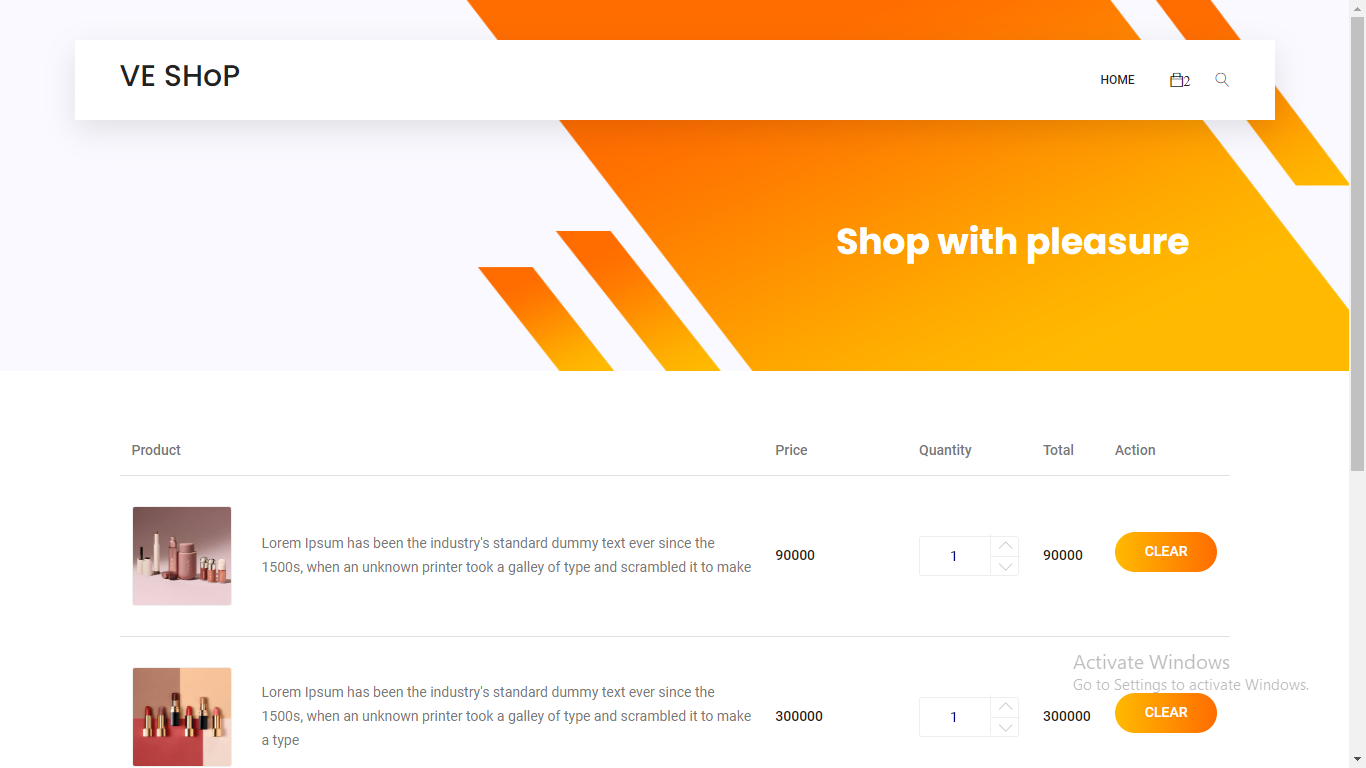 VE SHoP
HOME
2
Shop with pleasure
Product Price Quantity Total Action
Lorem Ipsum has been the industry's standard dummy text ever since the
1500s, when an unknown printer took a galley of type and scrambled it to make
90000 1 90000 CLEAR
Activate Windows
Go to Settings to activate Windows.
Lorem Ipsum has been the industry's standard dummy text ever since the
1500s, when an unknown printer took a galley of type and scrambled it to make
a type
300000 1 300000 CLEAR